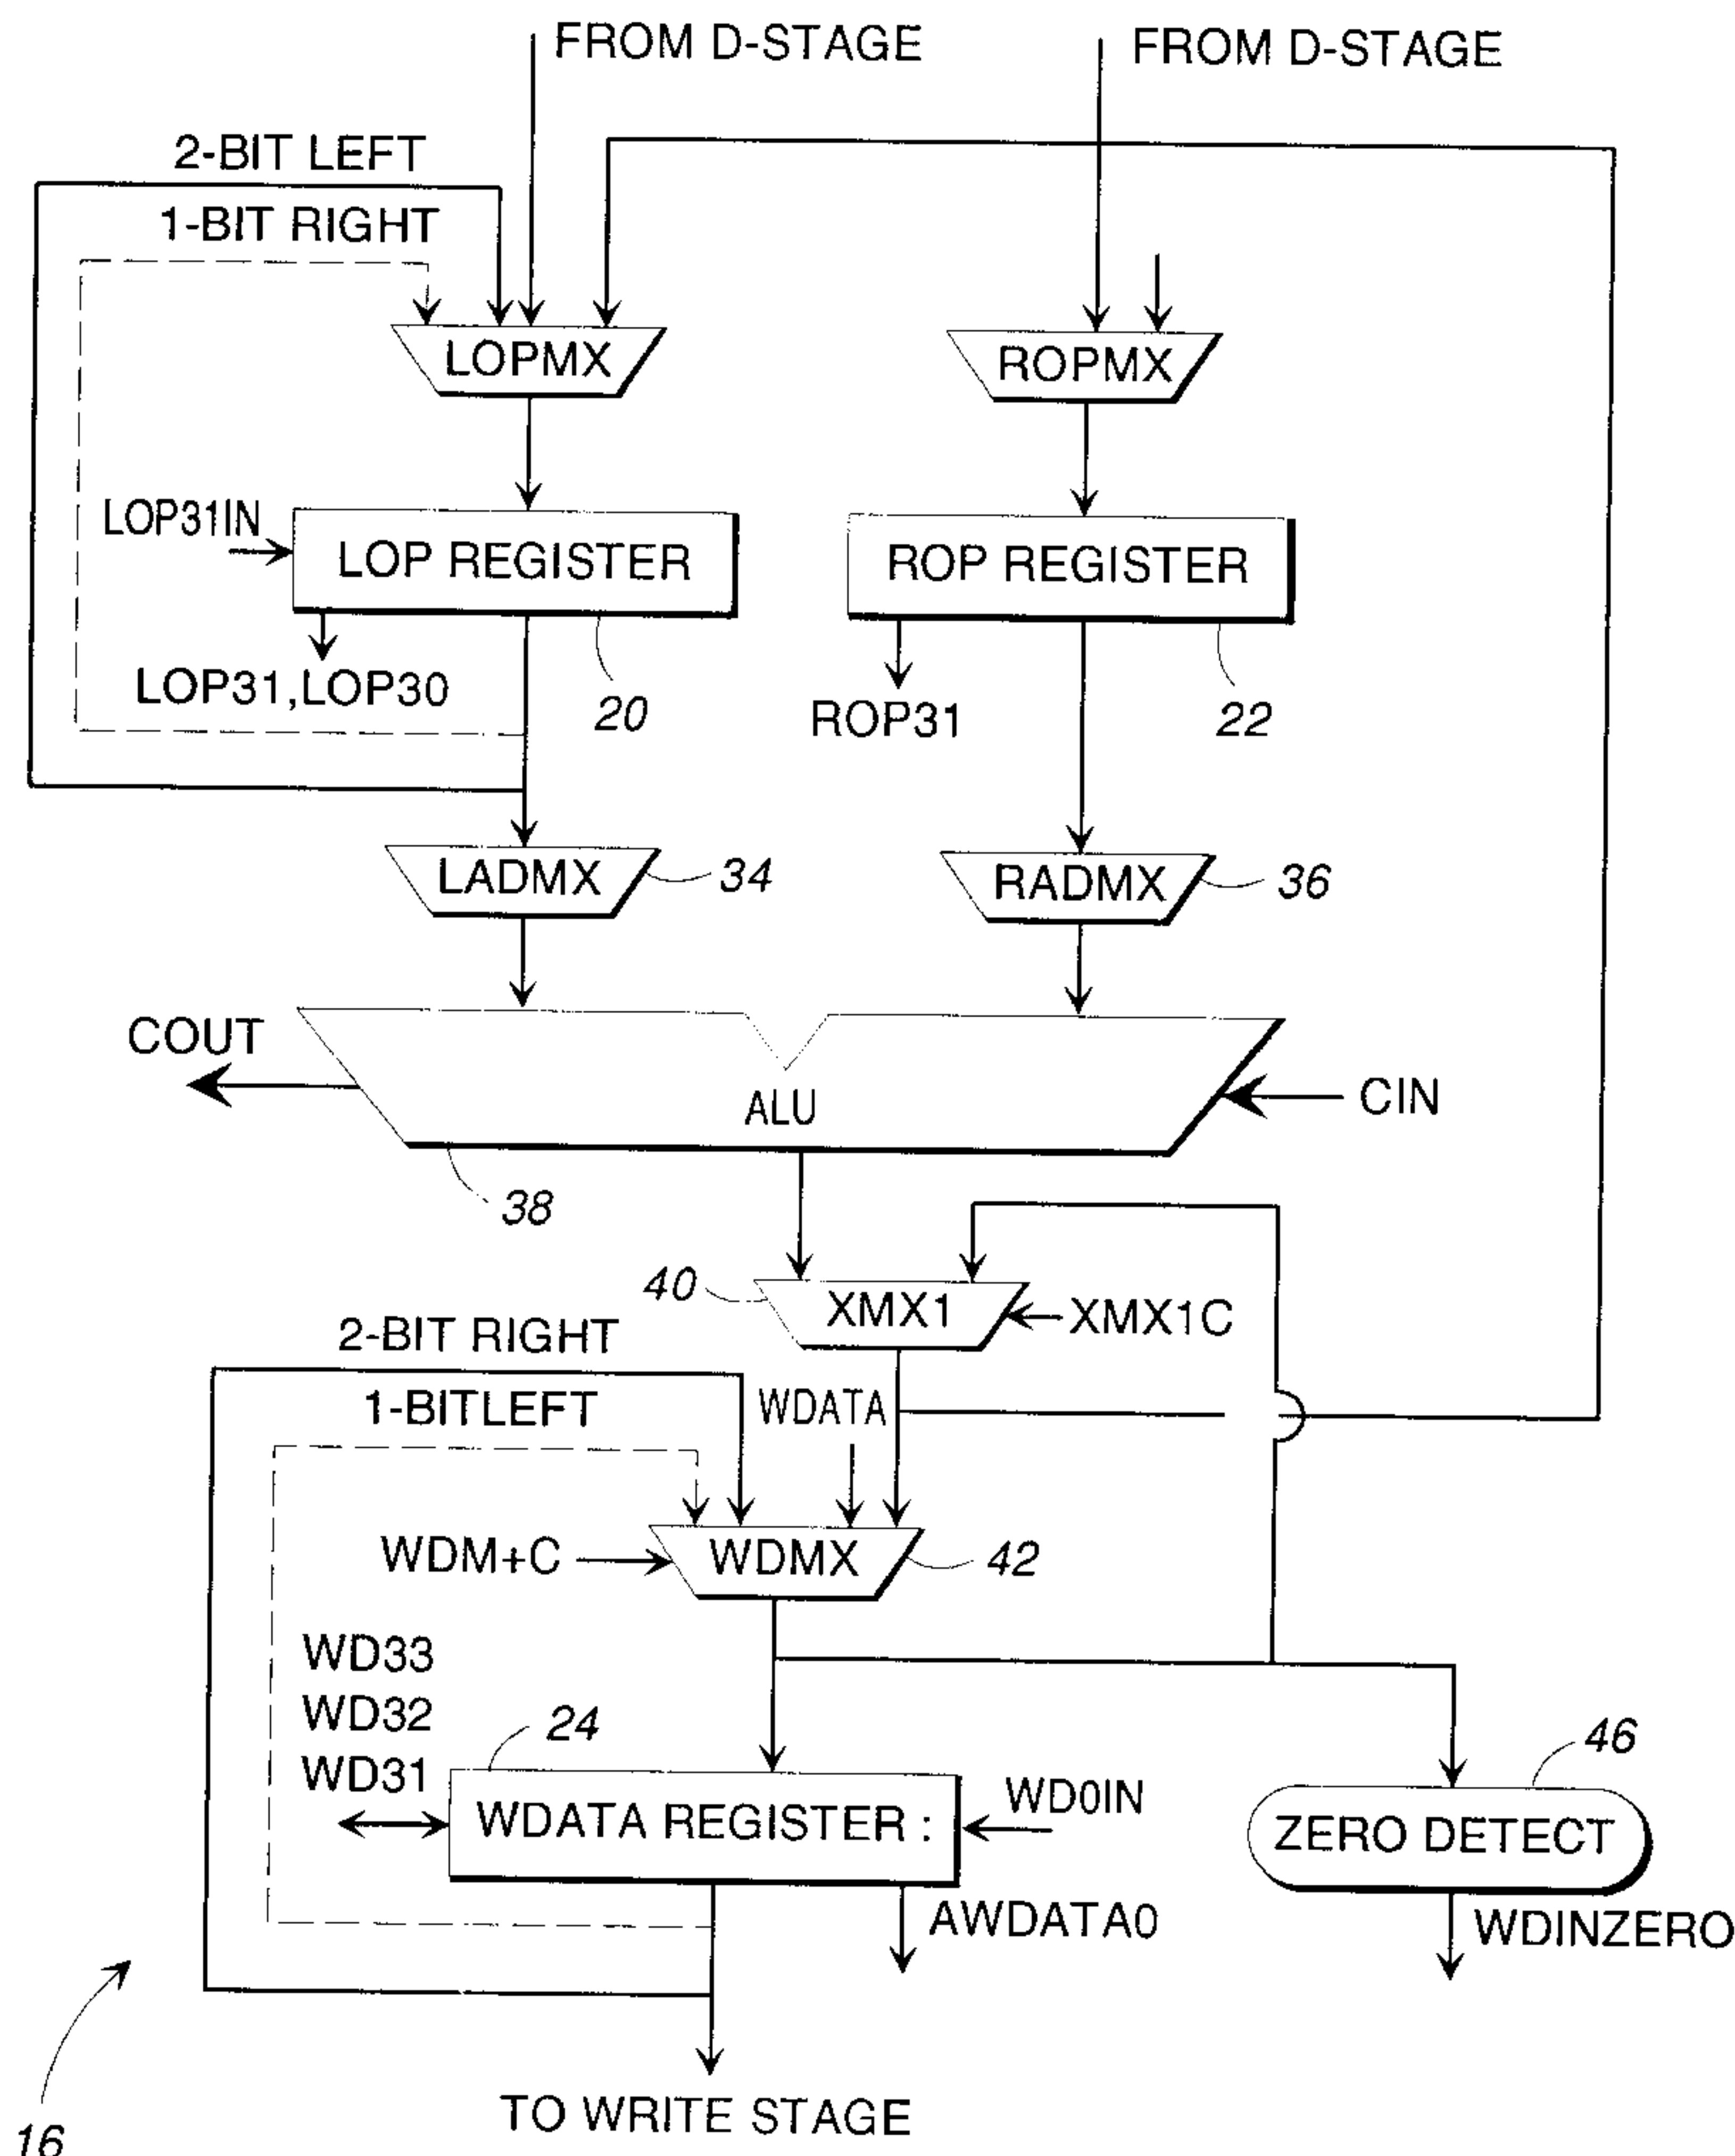 FROM D-STAGE
FROM D-STAGE
2-BIT LEFT
1-BIT RIGHT
LOPMX
ROPMX
LOP31IN
LOP REGISTER
ROP REGISTER
LOP31,LOP30
20
ROP31
22
LADMX
34
RADMX
36
COUT
ALU
CIN
38
40
XMX1
XMX1C
2-BIT RIGHT
1-BITLEFT
WDATA
WDM+C
WDMX
42
WD33
WD32
WD31
24
46
WDATA REGISTER :
WD0IN
ZERO DETECT
AWDATA0
WDINZERO
TO WRITE STAGE
16